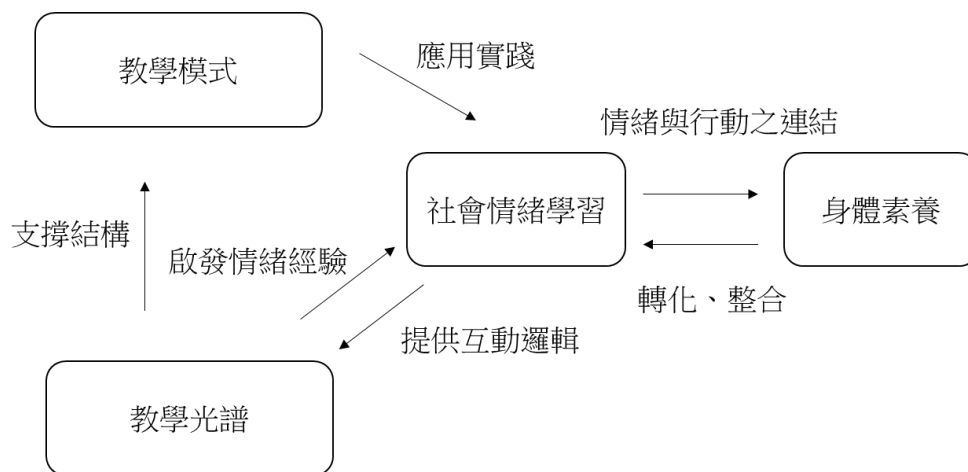 教學模式
應用實踐
情緒與行動之連結
社會情緒學習
身體素養
支撐結構
啟發情緒經驗
轉化、整合
提供互動邏輯
教學光譜